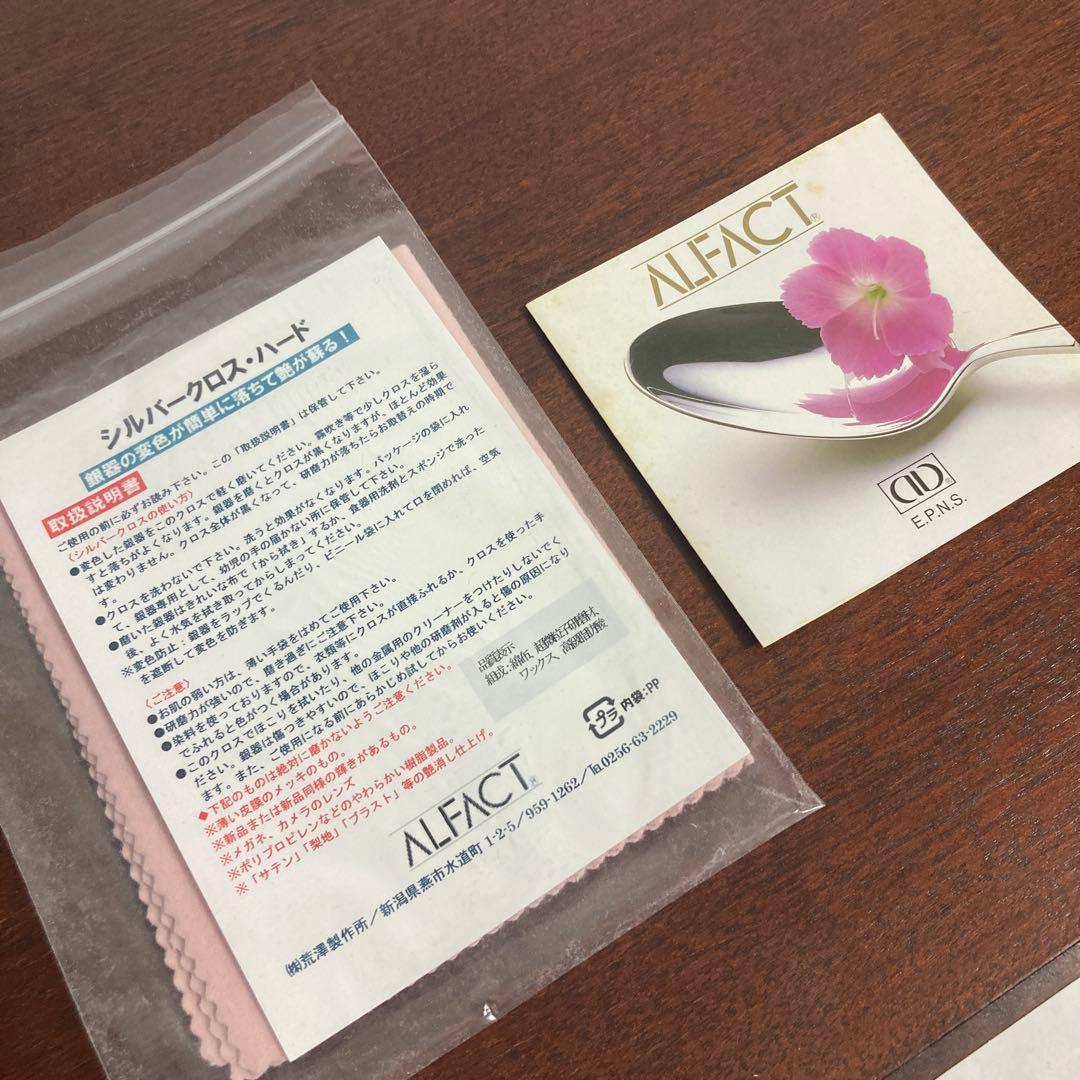 シルバークロス・ハード
銀器の変色が簡単に落ちて艶が蘇る！
取扱説明書
ご使用の前に必ずお読み下さい。この「取扱説明書」は保管して下さい。
〈シルバークロスの使い方〉
●変色した銀器をこのクロスで軽く磨いてください。霧吹き等で少しクロスを湿ら
すと落ちがよくなります。銀器を磨くとクロスが黒くなりますが、ほとんど効果
は変わりません。クロス全体が黒くなって、研磨力が落ちたらお取替えの時期で
す。
●クロスを洗わないで下さい。洗うと効果がなくなります。パッケージの袋に入れ
て、銀器専用として、幼児の手の届かない所に保管して下さい。
●磨いた銀器はきれいな布で「から拭き」するか、食器用洗剤とスポンジで洗った
後、よく水気を拭き取ってからしまってください。
※変色防止：銀器をラップでくるんだり、ビニール袋に入れて口を閉めれば、空気
を遮断して変色を防ぎます。
〈ご注意〉
●お肌の弱い方は、薄い手袋をはめてご使用下さい。
●研磨力が強いので、磨き過ぎにご注意下さい。
●染料を使っておりますので、衣類等にクロスが直接ふれるか、クロスを使った手
でふれると色がつく場合があります。
●このクロスでほこりを拭いたり、他の金属用のクリーナーをつけたりしないでく
ださい。銀器は傷つきやすいので、ほこりや他の研磨剤が入ると傷の原因になり
ます。また、ご使用になる前にあらかじめ試してからお使いください。
◆下記のものは絶対に磨かないようご注意ください。
※薄い皮膜のメッキのもの。
※新品または新品同様の輝きがあるもの。
※メガネ、カメラのレンズ
※ポリプロピレンなどのやわらかい樹脂製品。
※「サテン」「梨地」「ブラスト」等の艶消し仕上げ。
品質表示
組成：綿布、超微粒子研磨材
ワックス、高級脂肪酸
プラ
内袋：PP
ALFACT®
㈱荒澤製作所／新潟県燕市水道町 1-2-5／959-1262／℡0256-63-2229
ALFACT®
E.P.N.S.